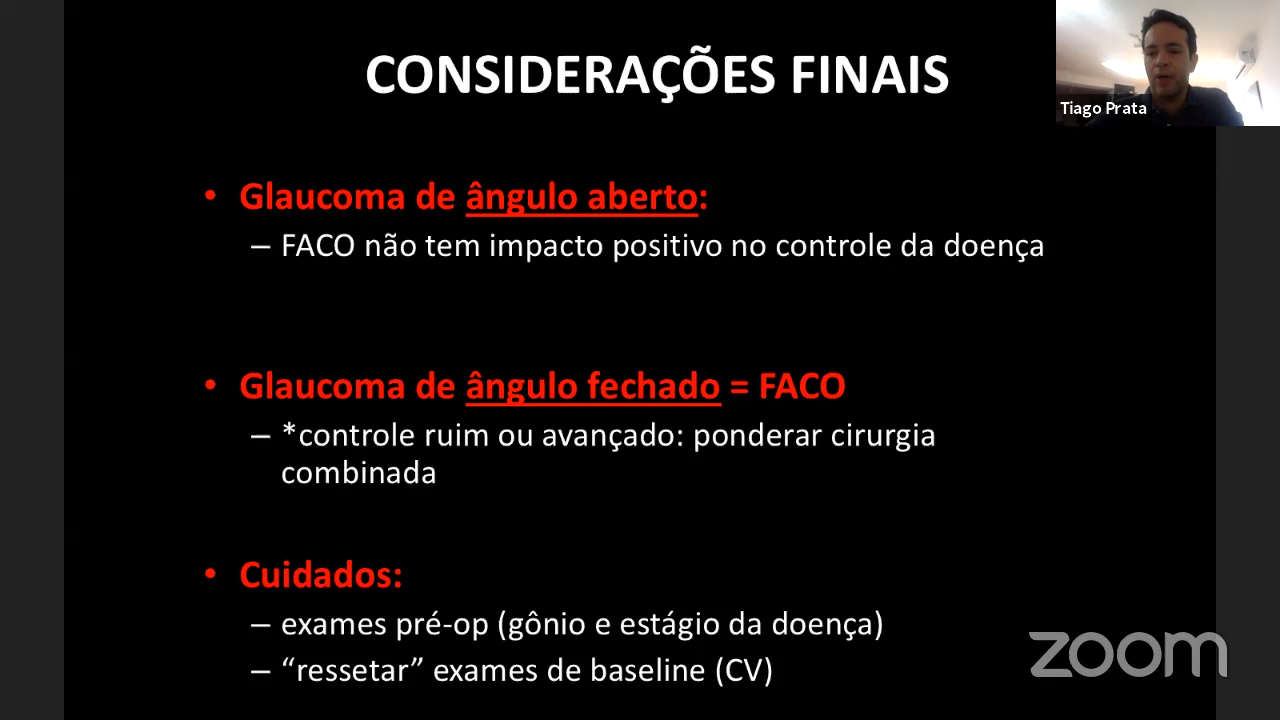 CONSIDERAÇÕES FINAIS
Tiago Prata
• Glaucoma de ângulo aberto:
– FACO não tem impacto positivo no controle da doença
• Glaucoma de ângulo fechado = FACO
– *controle ruim ou avançado: ponderar cirurgia
combinada
• Cuidados:
– exames pré-op (gônio e estágio da doença)
– “ressetar” exames de baseline (CV)
zoom